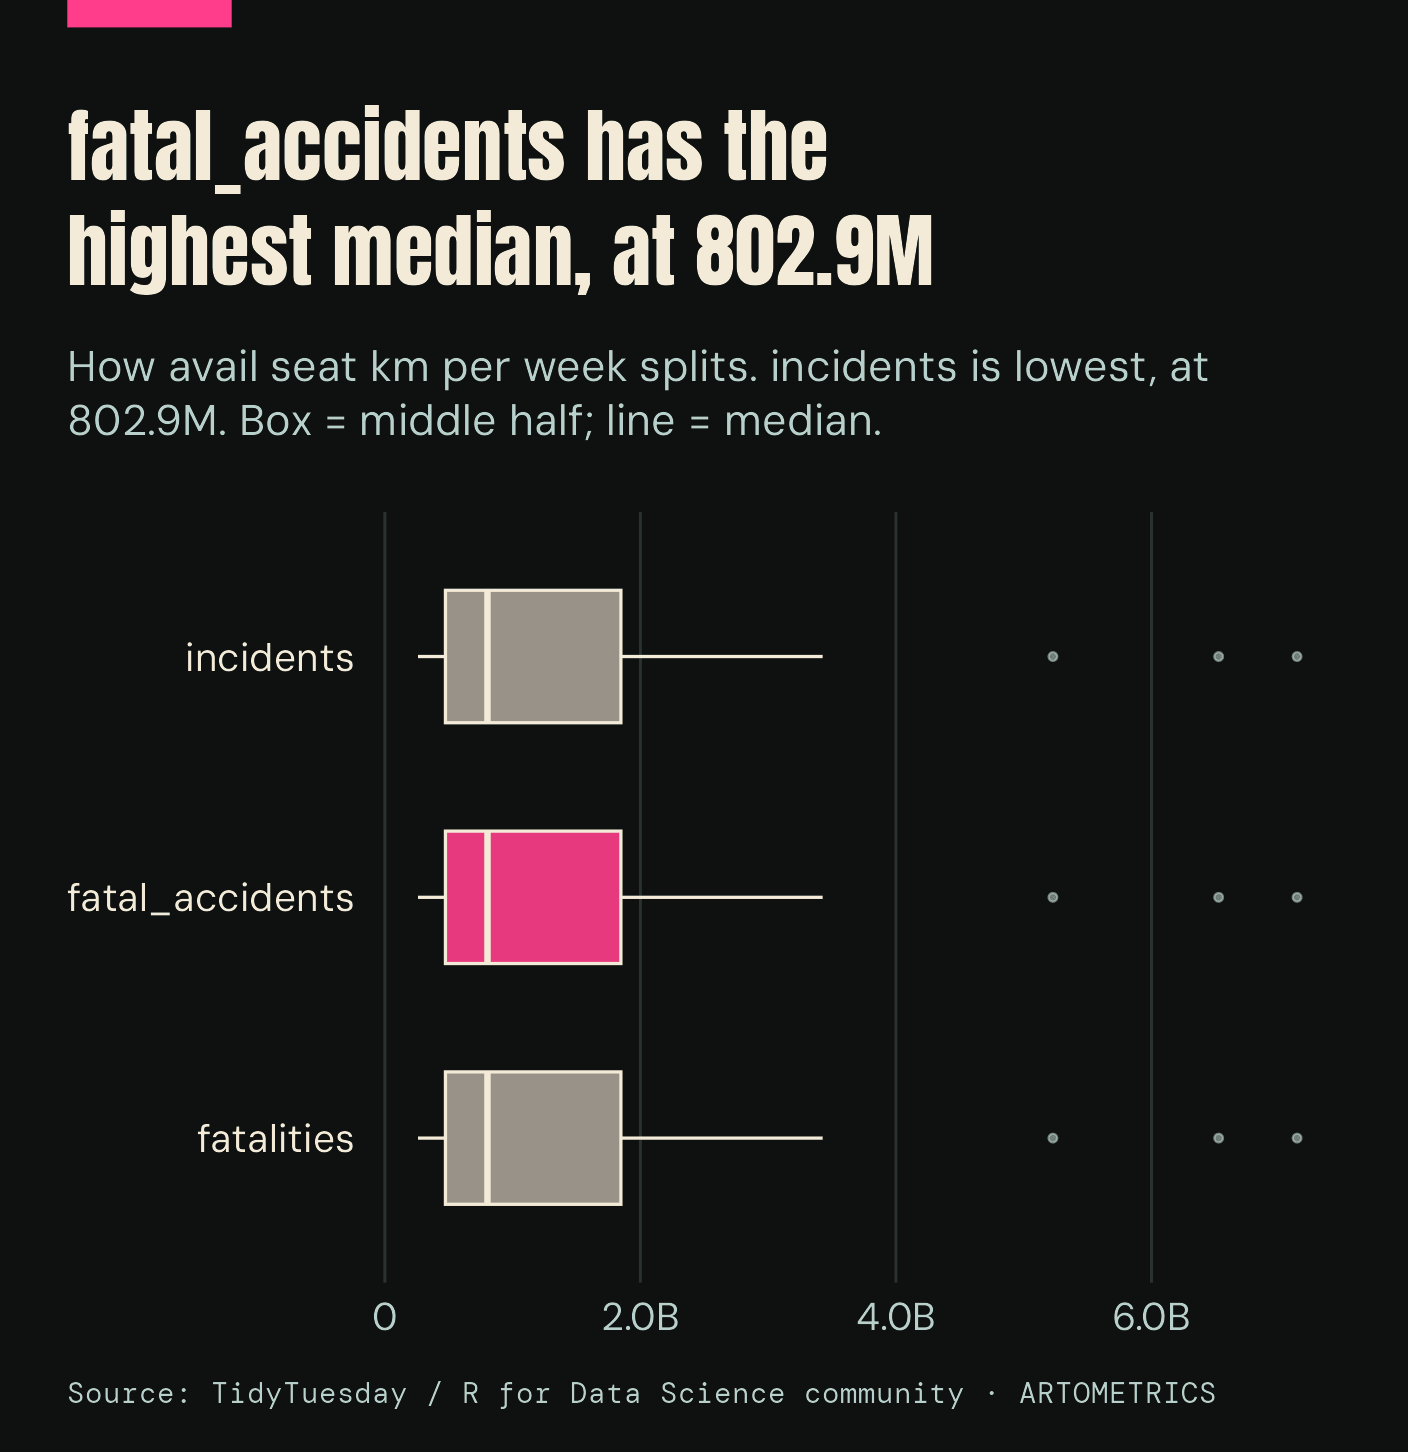 fatal_accidents has the
highest median, at 802.9M
How avail seat km per week splits. incidents is lowest, at
802.9M. Box = middle half; line = median.
incidents
fatal_accidents
fatalities
0 2.0B 4.0B 6.0B
Source: TidyTuesday / R for Data Science community · ARTOMETRICS